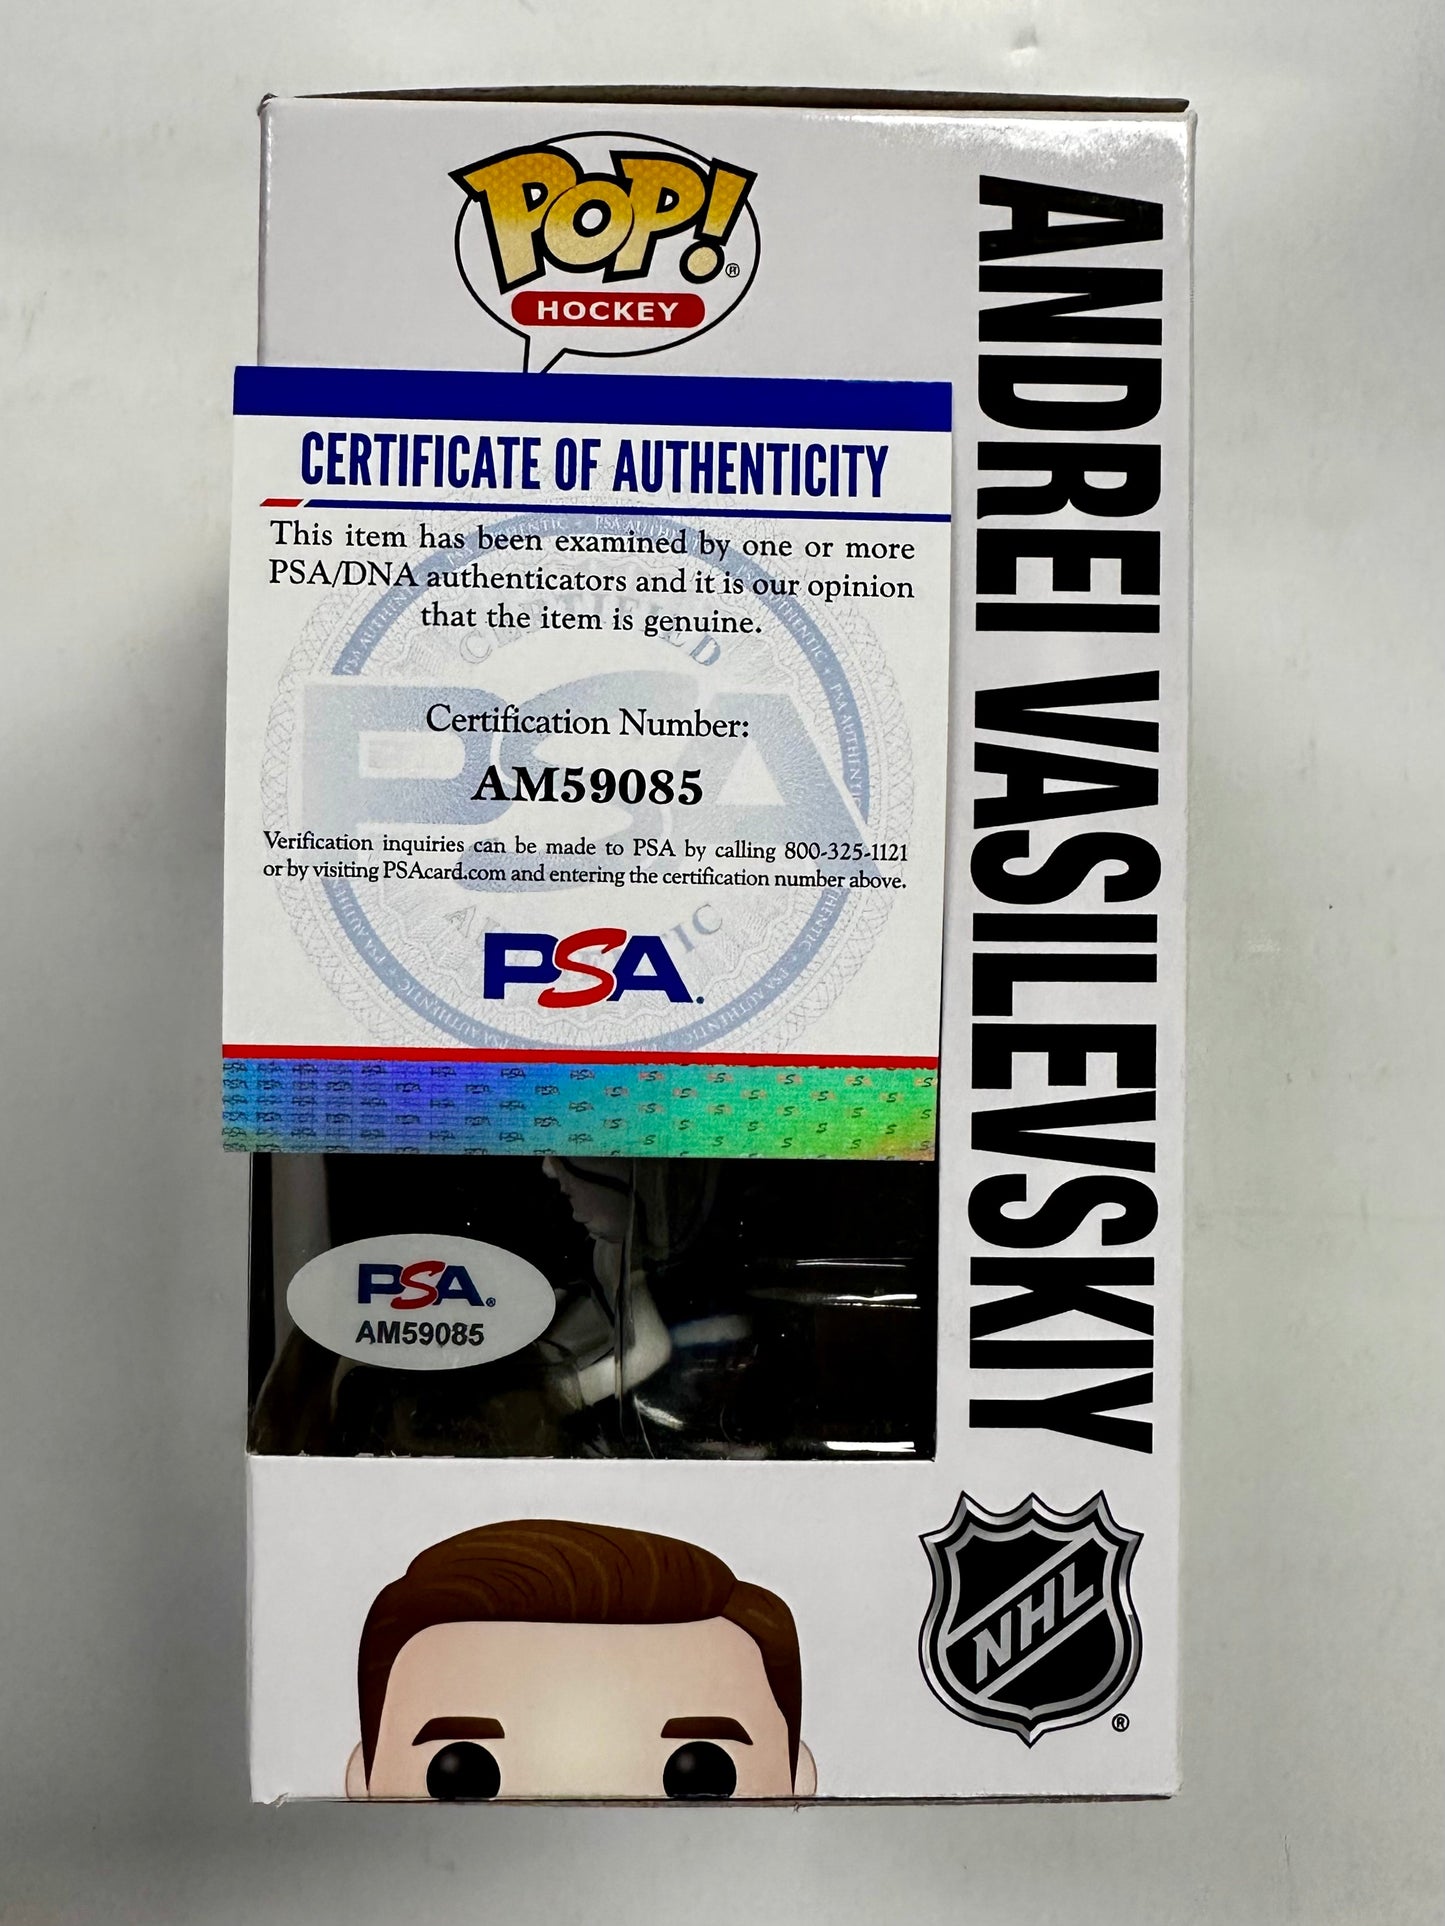 POP!®
HOCKEY
ANDREI VASILEVSKIY
CERTIFICATE OF AUTHENTICITY
This item has been examined by one or more
PSA/DNA authenticators and it is our opinion
that the item is genuine.
Certification Number:
AM59085
Verification inquiries can be made to PSA by calling 800-325-1121
or by visiting PSAcard.com and entering the certification number above.
PSA.
PSA®
AM59085
NHL®